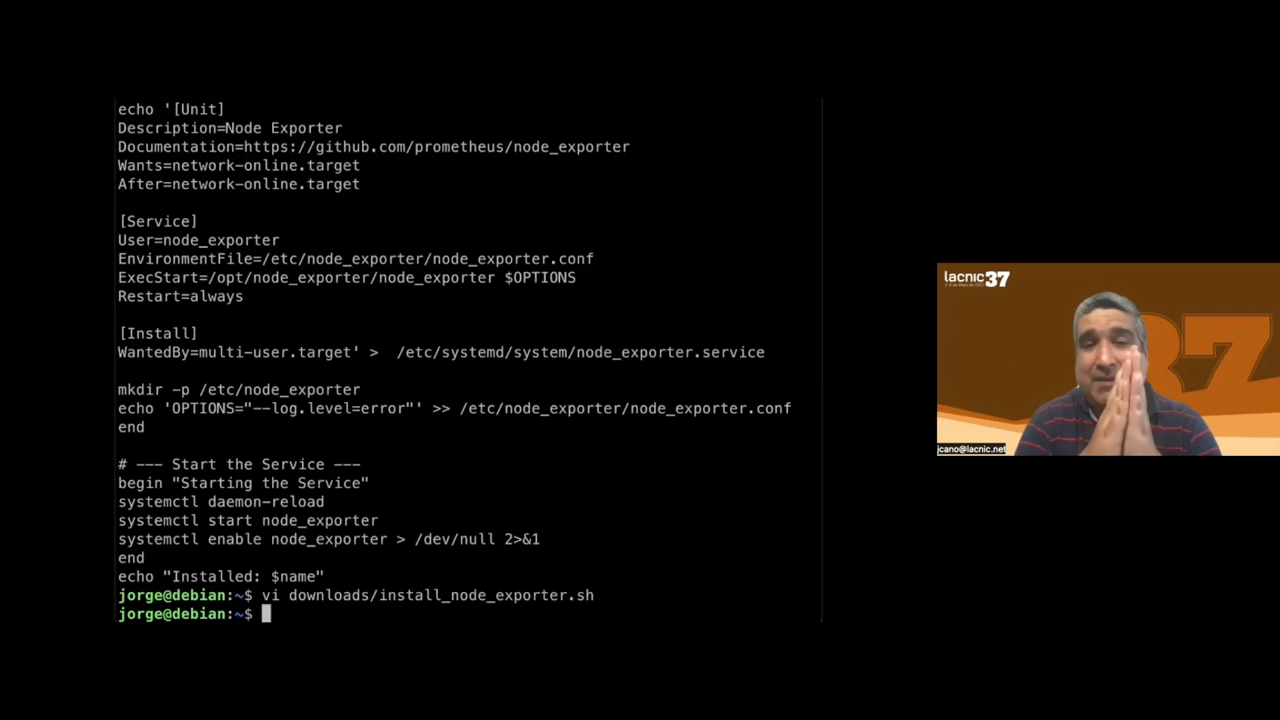 echo '[Unit]
Description=Node Exporter
Documentation=https://github.com/prometheus/node_exporter
Wants=network-online.target
After=network-online.target
[Service]
User=node_exporter
EnvironmentFile=/etc/node_exporter/node_exporter.conf
ExecStart=/opt/node_exporter/node_exporter $OPTIONS
Restart=always
[Install]
WantedBy=multi-user.target' >  /etc/systemd/system/node_exporter.service
mkdir -p /etc/node_exporter
echo 'OPTIONS="--log.level=error"' >> /etc/node_exporter/node_exporter.conf
end
# --- Start the Service ---
begin "Starting the Service"
systemctl daemon-reload
systemctl start node_exporter
systemctl enable node_exporter > /dev/null 2>&1
end
echo "Installed: $name"
jorge@debian:~$ vi downloads/install_node_exporter.sh
jorge@debian:~$
lacnic 37
37
jcano@lacnic.net